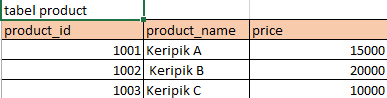 tabel product
product_id product_name price
1001 Keripik A 15000
1002 Keripik B 20000
1003 Keripik C 10000